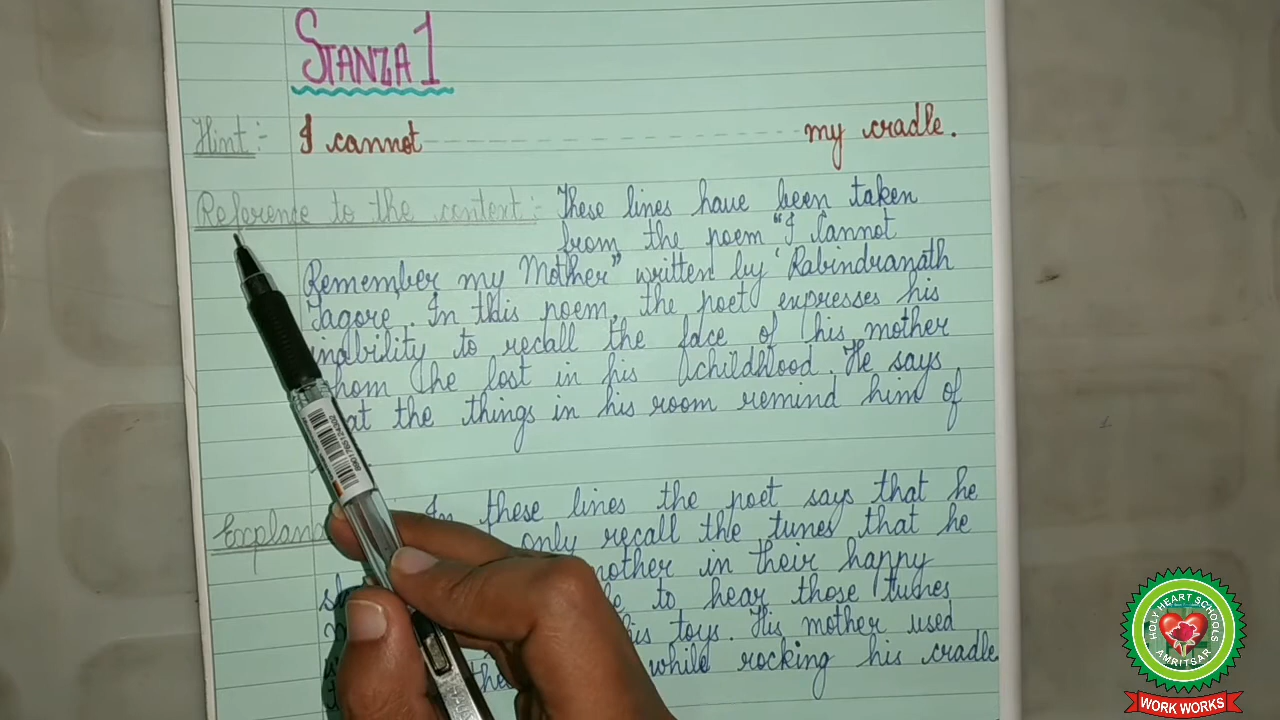 STANZA 1
Hint:- I cannot ------------ my cradle.
Reference to the context:- These lines have been taken
from the poem "I Cannot
Remember my Mother" written by Rabindranath
Tagore. In this poem, the poet expresses his
inability to recall the face of his mother
whom he lost in his childhood. He says
at the things in his room remind him of
Explan In these lines the poet says that he
only recall the tunes that he
mother in their happy
to hear those tunes
his toys. His mother used
while rocking his cradle
HOLY HEART SCHOOLS
AMRITSAR
WORK WORKS